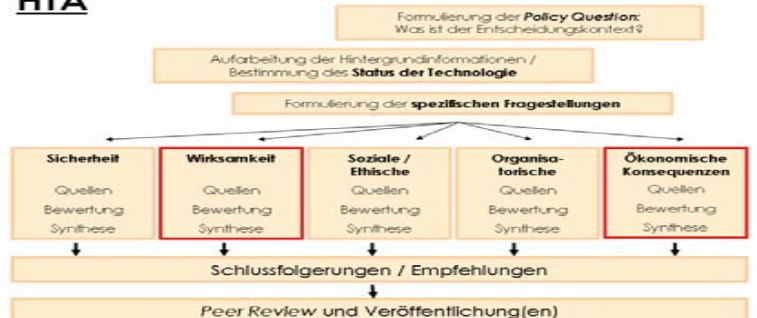 HTA
Formulierung der Policy Question:
Was ist der Entscheidungskontext?
Aufarbeitung der Hintergrundinformationen /
Bestimmung des Status der Technologie
Formulierung der spezifischen Fragestellungen
Sicherheit
Quellen
Bewertung
Synthese
Wirksamkeit
Quellen
Bewertung
Synthese
Soziale /
Ethische
Quellen
Bewertung
Synthese
Organisa-
torische
Quellen
Bewertung
Synthese
Ökonomische
Konsequenzen
Quellen
Bewertung
Synthese
Schlussfolgerungen / Empfehlungen
Peer Review und Veröffentlichung(en)